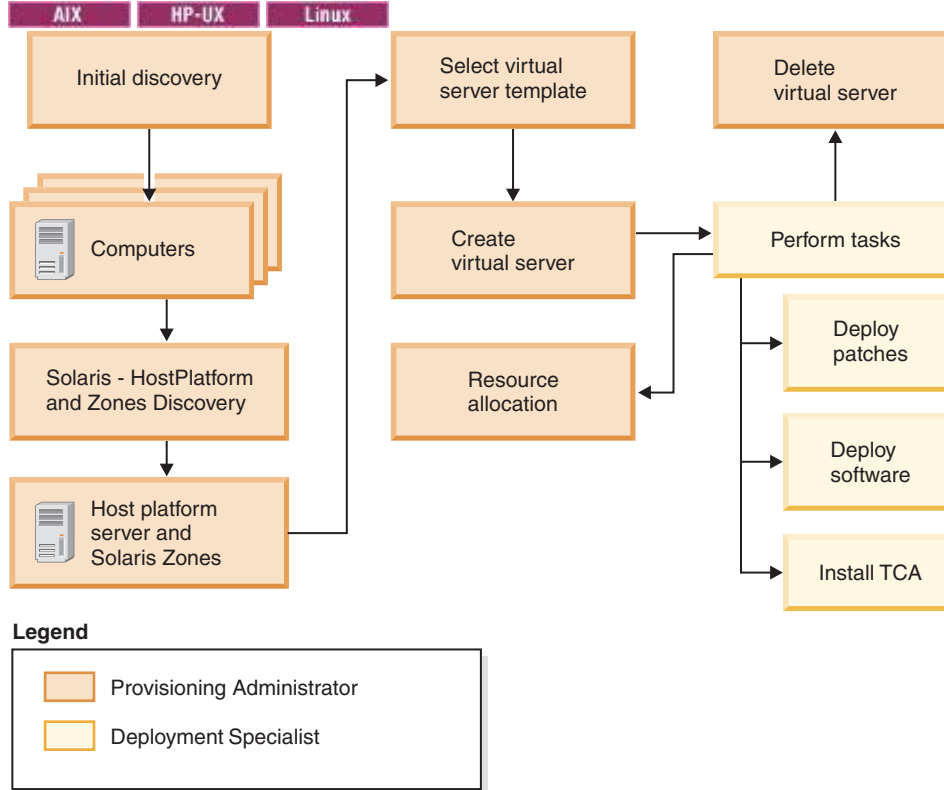 AIX
HP-UX
Linux
Initial discovery
Select virtual
server template
Delete
virtual server
Computers
Create
virtual server
Perform tasks
Solaris - HostPlatform
and Zones Discovery
Resource
allocation
Deploy
patches
Host platform
server and
Solaris Zones
Deploy
software
Install TCA
Legend
Provisioning Administrator
Deployment Specialist